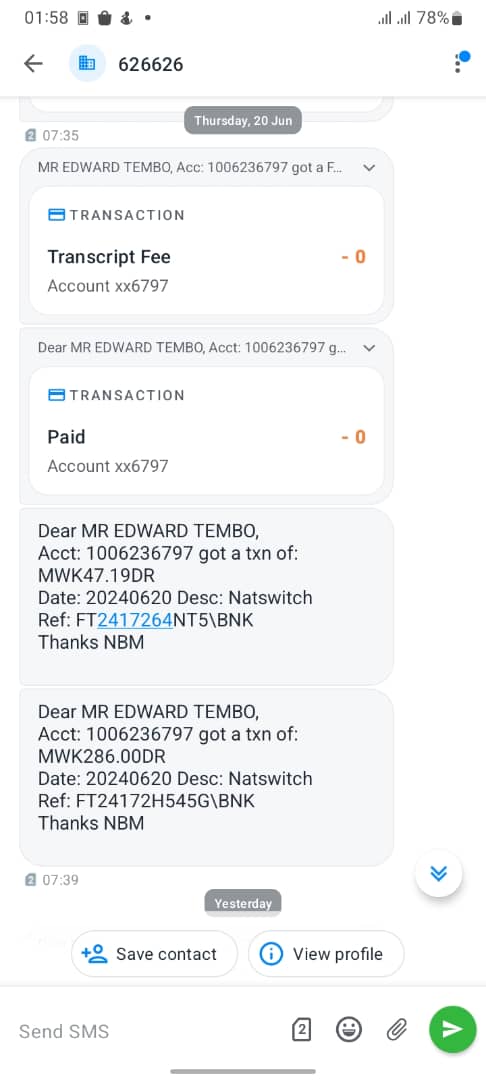 01:58
78%
626626
Thursday, 20 Jun
2 07:35
MR EDWARD TEMBO, Acc: 1006236797 got a F...
TRANSACTION
Transcript Fee
- 0
Account xx6797
Dear MR EDWARD TEMBO, Acct: 1006236797 g...
TRANSACTION
Paid
- 0
Account xx6797
Dear MR EDWARD TEMBO,
Acct: 1006236797 got a txn of:
MWK47.19DR
Date: 20240620 Desc: Natswitch
Ref: FT2417264NT5\BNK
Thanks NBM
Dear MR EDWARD TEMBO,
Acct: 1006236797 got a txn of:
MWK286.00DR
Date: 20240620 Desc: Natswitch
Ref: FT24172H545G\BNK
Thanks NBM
2 07:39
Yesterday
Save contact
View profile
Send SMS
2